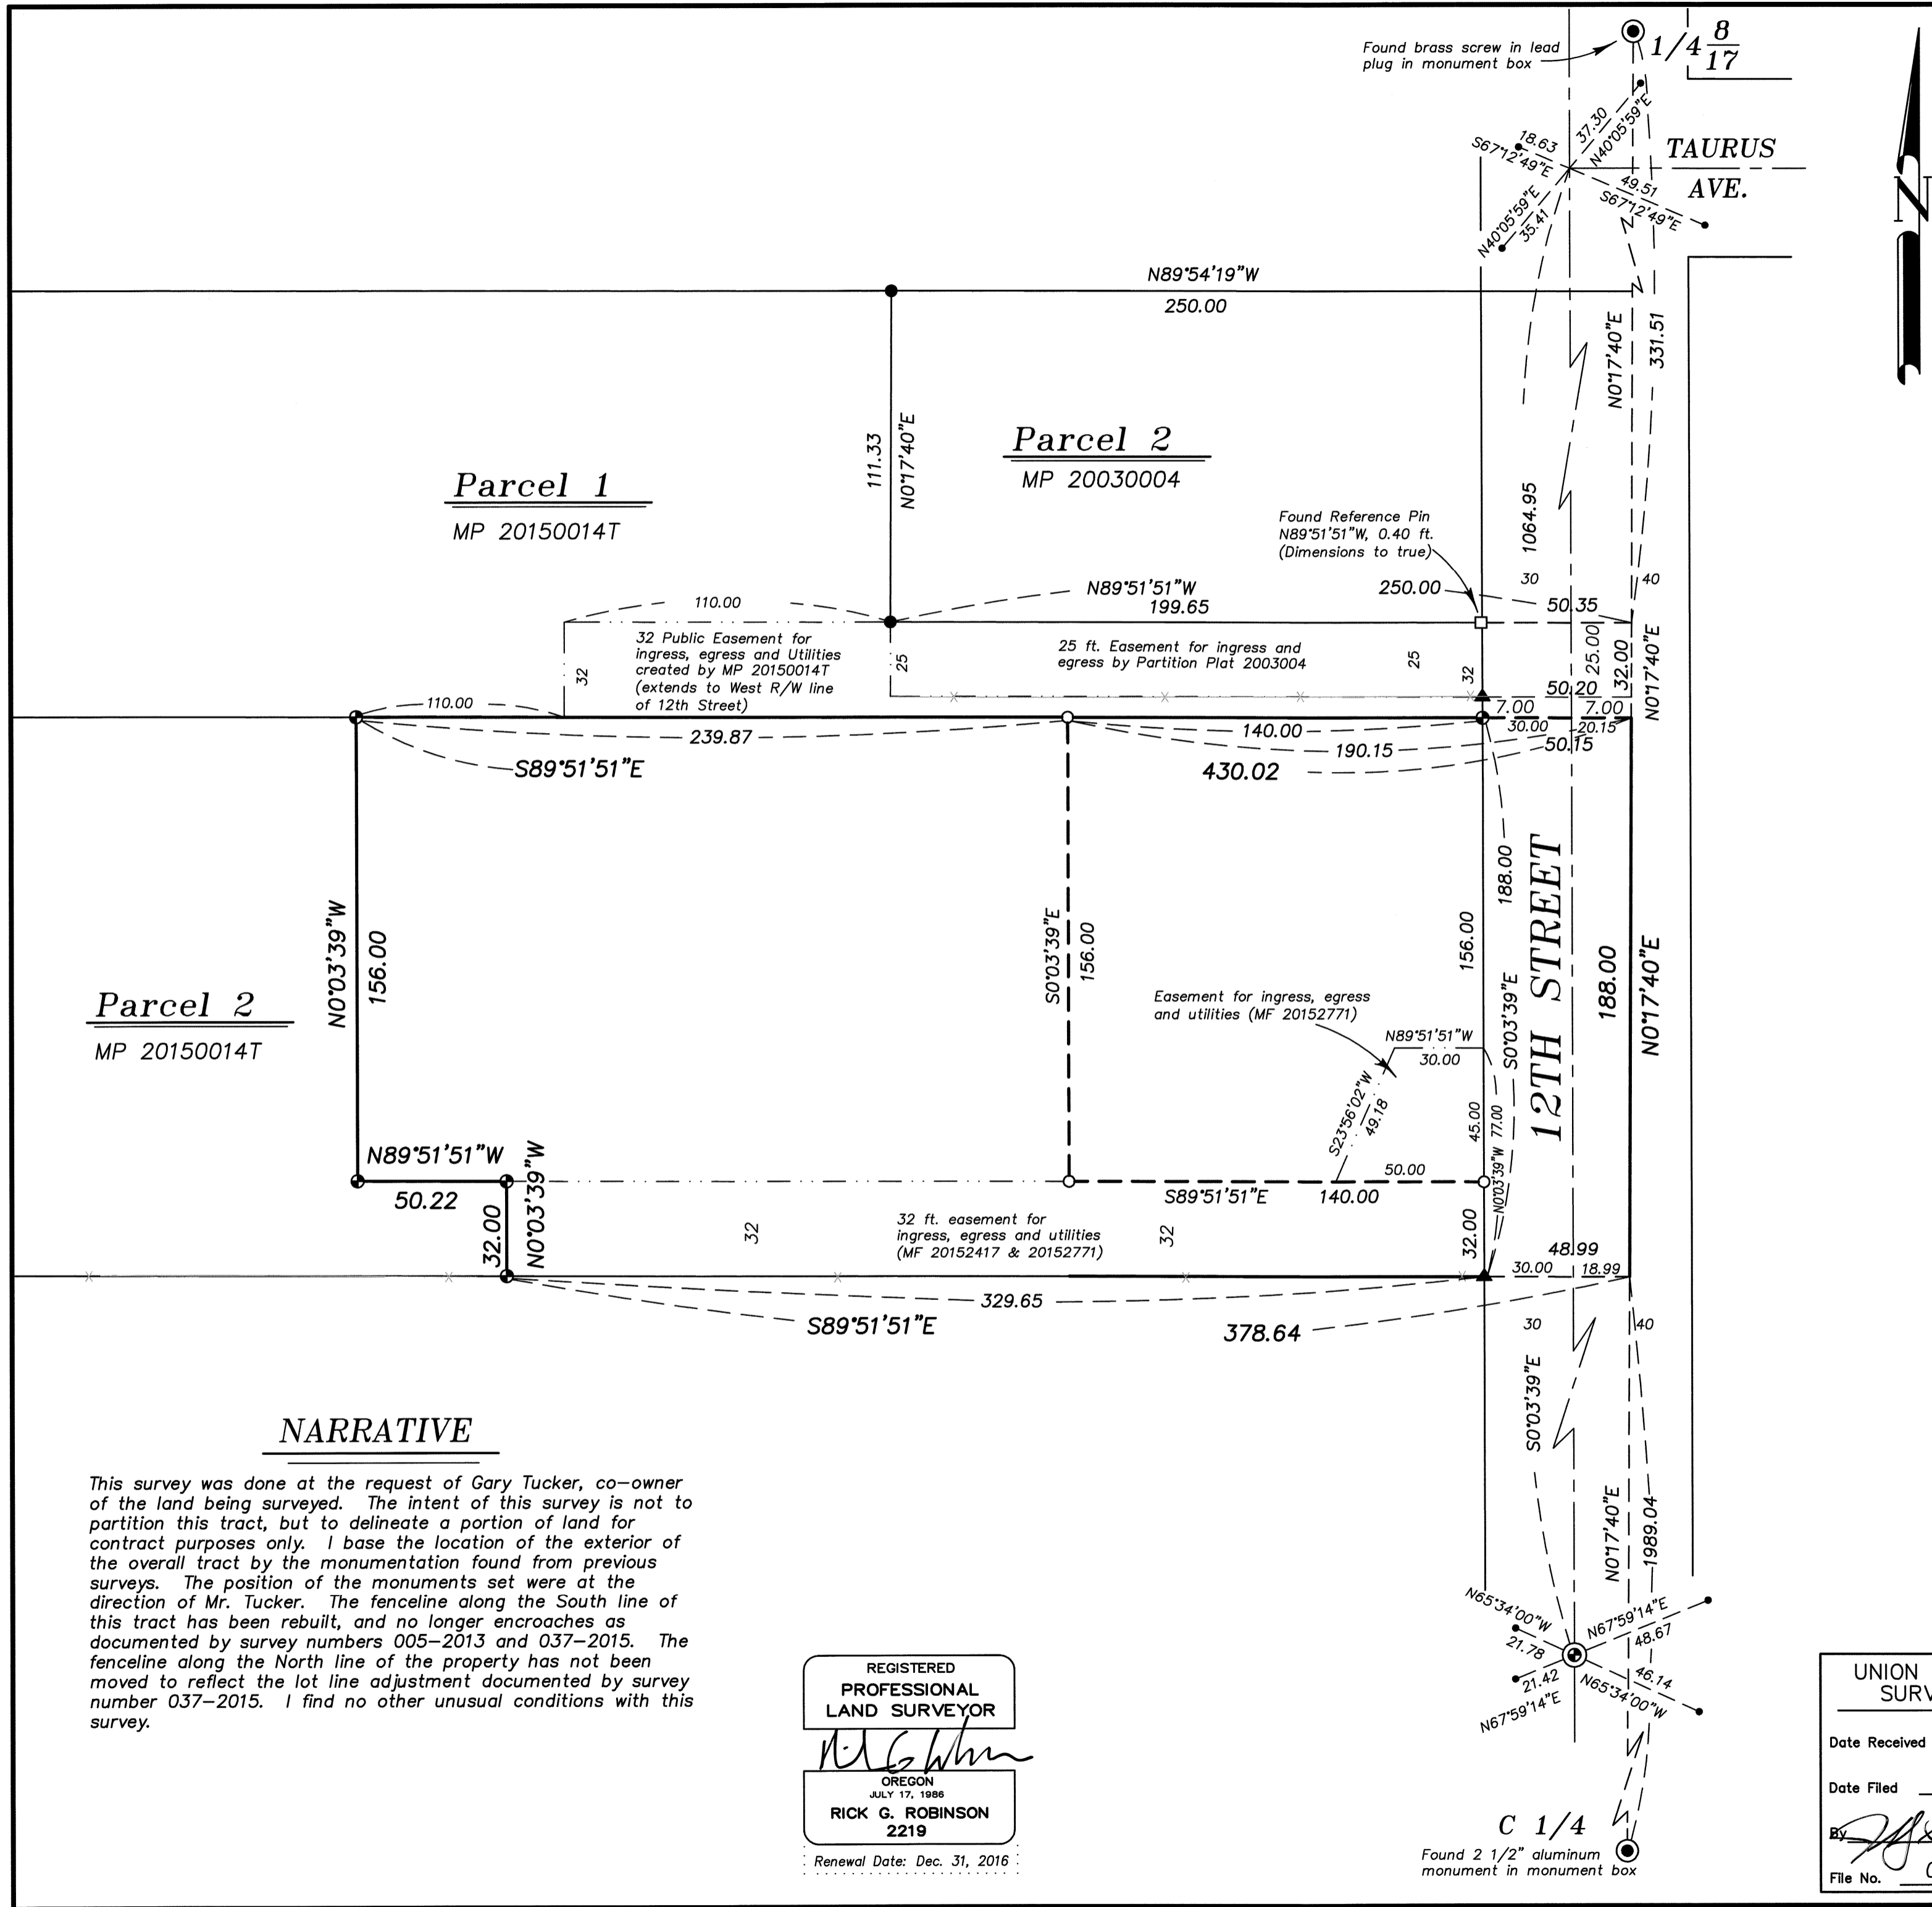 Found brass screw in lead
plug in monument box
1/4 8/17
N
18.63
S67°12'49"E
37.30
N40°05'59"E
TAURUS
AVE.
49.51
S67°12'49"E
N40°05'59"E
35.41
N89°54'19"W
250.00
N0°17'40"E
331.51
111.33
N0°17'40"E
Parcel 2
MP 20030004
Parcel 1
MP 20150014T
Found Reference Pin
N89°51'51"W, 0.40 ft.
(Dimensions to true)
1064.95
30
40
110.00
N89°51'51"W
199.65
250.00
50.35
32 Public Easement for
ingress, egress and Utilities
created by MP 20150014T
(extends to West R/W line
of 12th Street)
32
25
25 ft. Easement for ingress and
egress by Partition Plat 2003004
25
32
25.00
32.00
N0°17'40"E
50.20
110.00
7.00
7.00
239.87
140.00
30.00
20.15
190.15
50.15
S89°51'51"E
430.02
188.00
12TH STREET
N0°03'39"W
156.00
S0°03'39"E
156.00
156.00
S0°03'39"E
188.00
N0°17'40"E
Parcel 2
MP 20150014T
Easement for ingress, egress
and utilities (MF 20152771)
N89°51'51"W
30.00
S23°56'02"W
49.18
45.00
N0°03'39"W 77.00
N89°51'51"W
50.22
N0°03'39"W
32.00
50.00
S89°51'51"E
140.00
32
32 ft. easement for
ingress, egress and utilities
(MF 20152417 & 20152771)
32
32.00
48.99
30.00
18.99
329.65
S89°51'51"E
378.64
30
40
S0°03'39"E
N0°17'40"E
1989.04
NARRATIVE
This survey was done at the request of Gary Tucker, co-owner
of the land being surveyed. The intent of this survey is not to
partition this tract, but to delineate a portion of land for
contract purposes only. I base the location of the exterior of
the overall tract by the monumentation found from previous
surveys. The position of the monuments set were at the
direction of Mr. Tucker. The fenceline along the South line of
this tract has been rebuilt, and no longer encroaches as
documented by survey numbers 005-2013 and 037-2015. The
fenceline along the North line of the property has not been
moved to reflect the lot line adjustment documented by survey
number 037-2015. I find no other unusual conditions with this
survey.
N65°34'00"W
21.78
N67°59'14"E
48.67
21.42
N67°59'14"E
46.14
N65°34'00"W
REGISTERED
PROFESSIONAL
LAND SURVEYOR
OREGON
JULY 17, 1986
RICK G. ROBINSON
2219
Renewal Date: Dec. 31, 2016
C 1/4
Found 2 1/2" aluminum
monument in monument box
UNION
SURV
Date Received
Date Filed
By
File No.